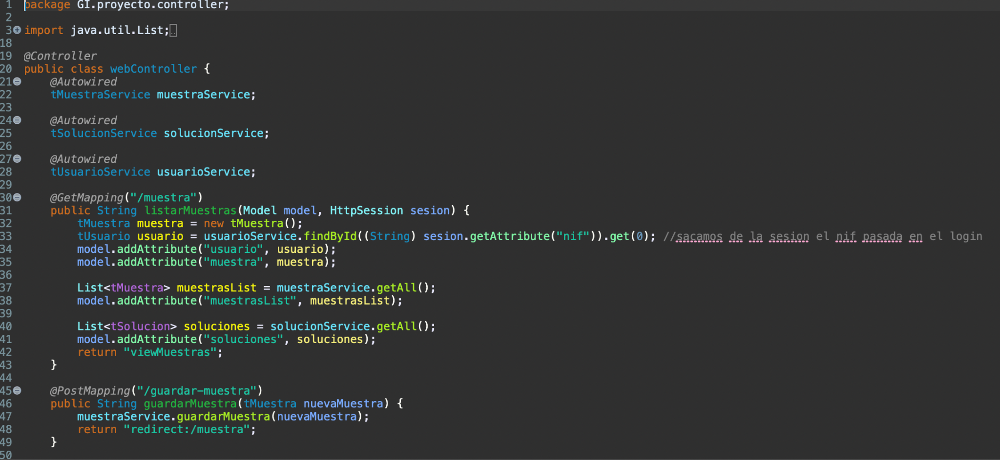 1 package GI.proyecto.controller;
2
3 import java.util.List;
18
19 @Controller
20 public class webController {
21     @Autowired
22     tMuestraService muestraService;
23
24     @Autowired
25     tSolucionService solucionService;
26
27     @Autowired
28     tUsuarioService usuarioService;
29
30     @GetMapping("/muestra")
31     public String listarMuestras(Model model, HttpSession sesion) {
32         tMuestra muestra = new tMuestra();
33         tUsuario usuario = usuarioService.findById((String) sesion.getAttribute("nif")).get(0); //sacamos de la sesion el nif pasada en el login
34         model.addAttribute("usuario", usuario);
35         model.addAttribute("muestra", muestra);
36
37         List<tMuestra> muestrasList = muestraService.getAll();
38         model.addAttribute("muestrasList", muestrasList);
39
40         List<tSolucion> soluciones = solucionService.getAll();
41         model.addAttribute("soluciones", soluciones);
42         return "viewMuestras";
43     }
44
45     @PostMapping("/guardar-muestra")
46     public String guardarMuestra(tMuestra nuevaMuestra) {
47         muestraService.guardarMuestra(nuevaMuestra);
48         return "redirect:/muestra";
49     }
50